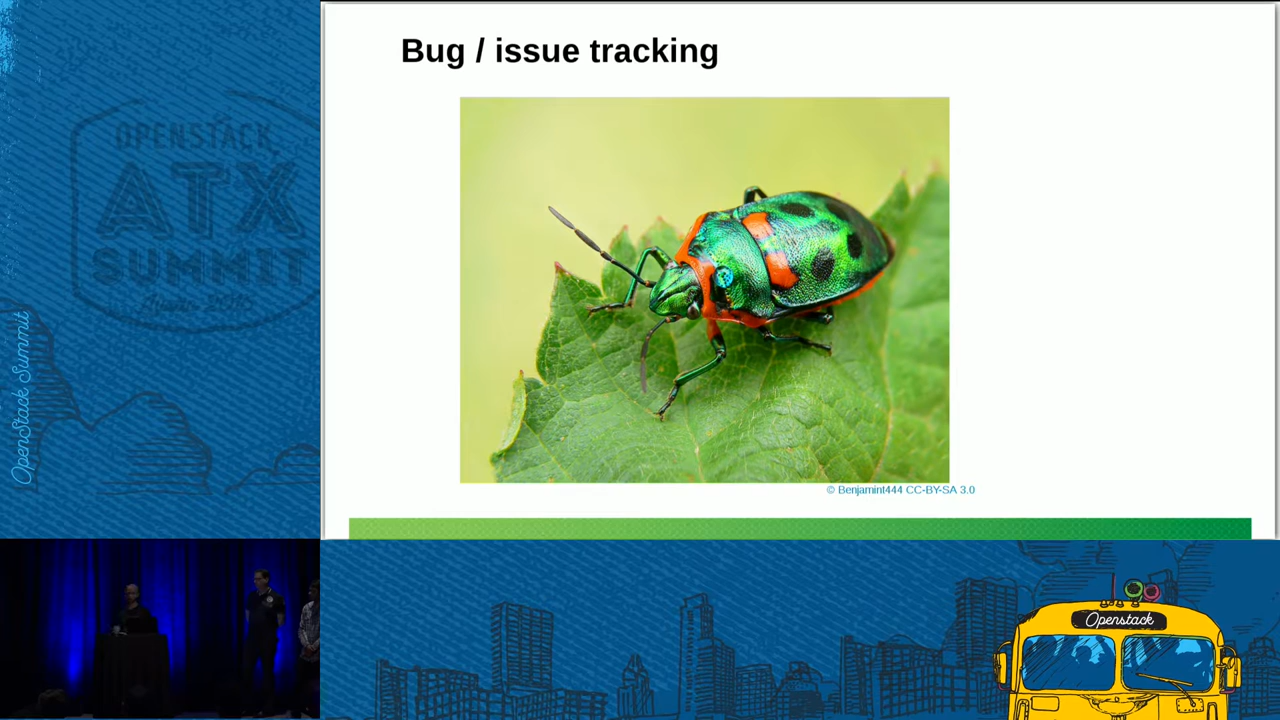 Bug / issue tracking
© Benjamint444 CC-BY-SA 3.0
OPENSTACK
ATX
SUMMIT
OpenStack Summit
Openstack